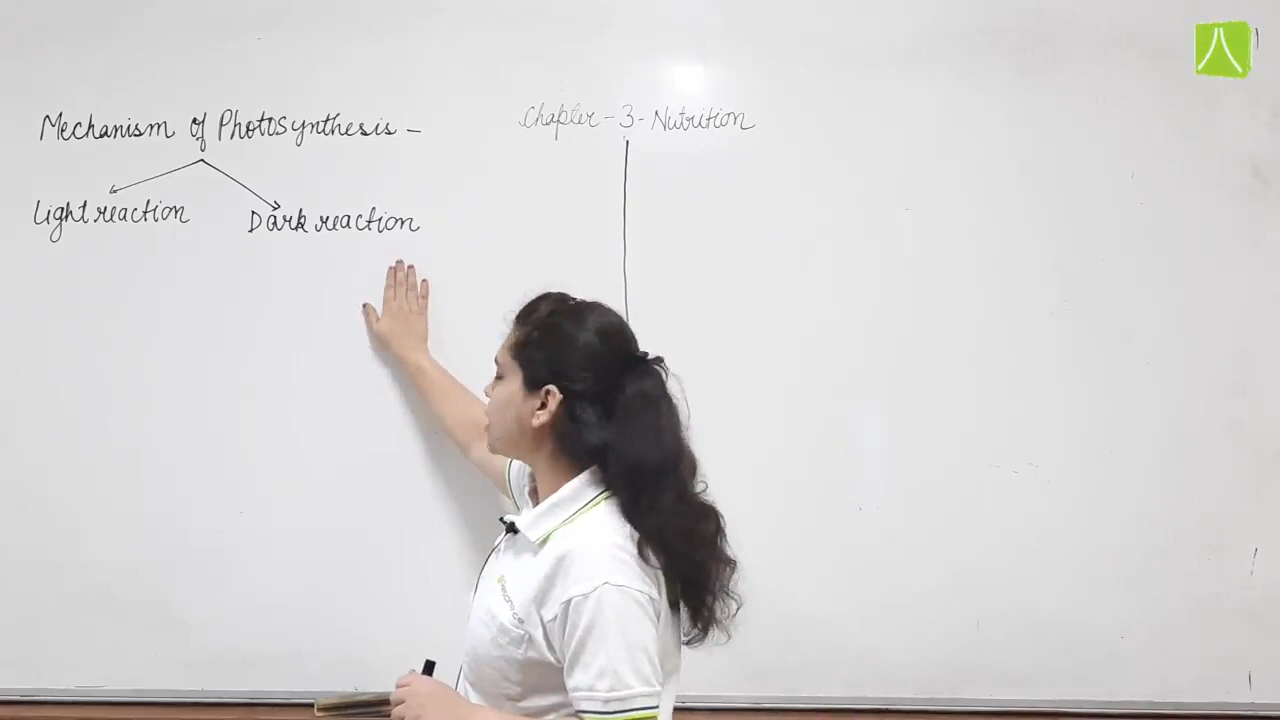 Mechanism of Photosynthesis -
Light reaction
Dark reaction
Chapter - 3 - Nutrition